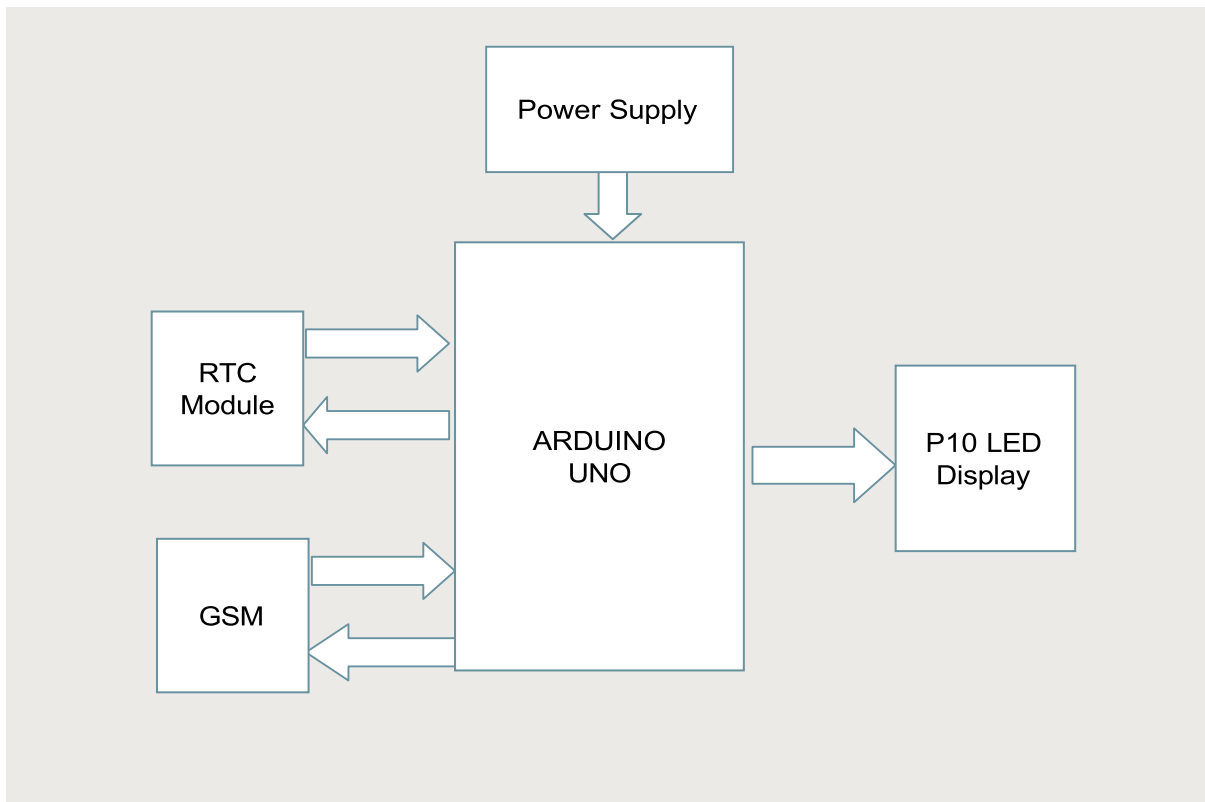 Power Supply
RTC
Module
ARDUINO
UNO
P10 LED
Display
GSM